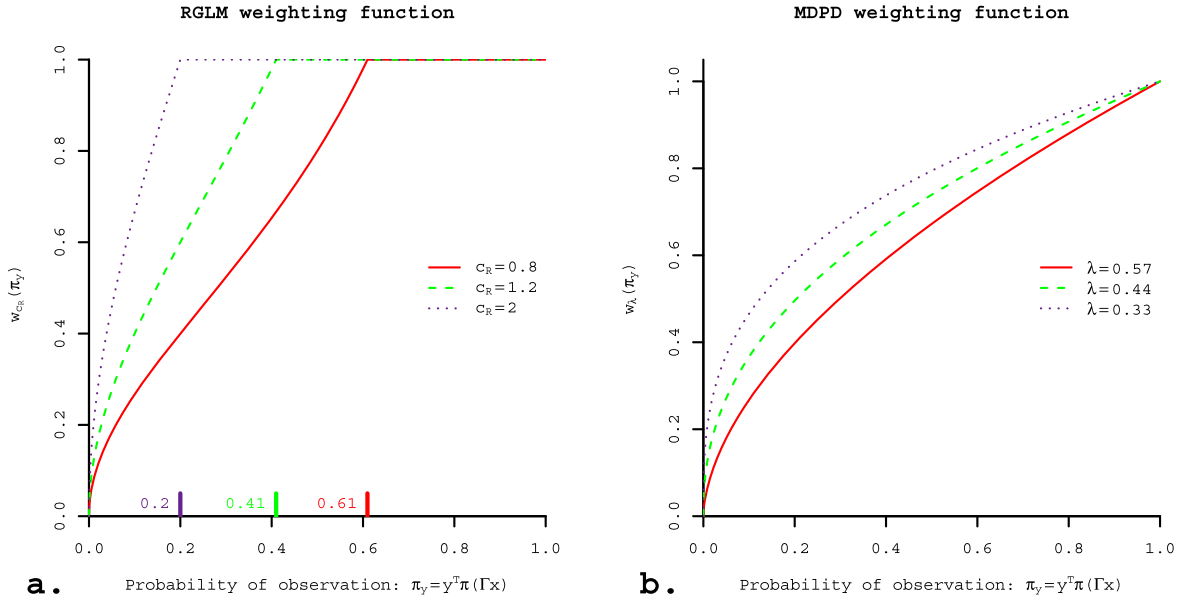 RGLM weighting function
w_{c_R}(π_y)
0.0 0.2 0.4 0.6 0.8 1.0
c_R=0.8
c_R=1.2
c_R=2
0.2 0.41 0.61
0.0 0.2 0.4 0.6 0.8 1.0
a. Probability of observation: π_y=y^Tπ(Γx)
MDPD weighting function
w_λ(π_y)
0.0 0.2 0.4 0.6 0.8 1.0
λ=0.57
λ=0.44
λ=0.33
0.0 0.2 0.4 0.6 0.8 1.0
b. Probability of observation: π_y=y^Tπ(Γx)